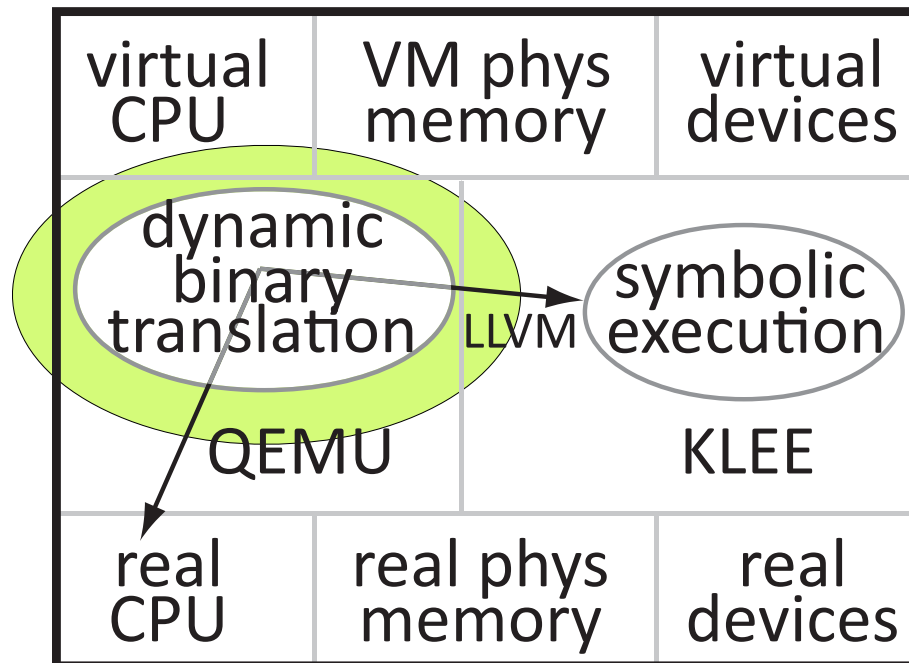 virtual
CPU
VM phys
memory
virtual
devices
dynamic
binary
translation
LLVM
symbolic
execution
QEMU
KLEE
real
CPU
real phys
memory
real
devices